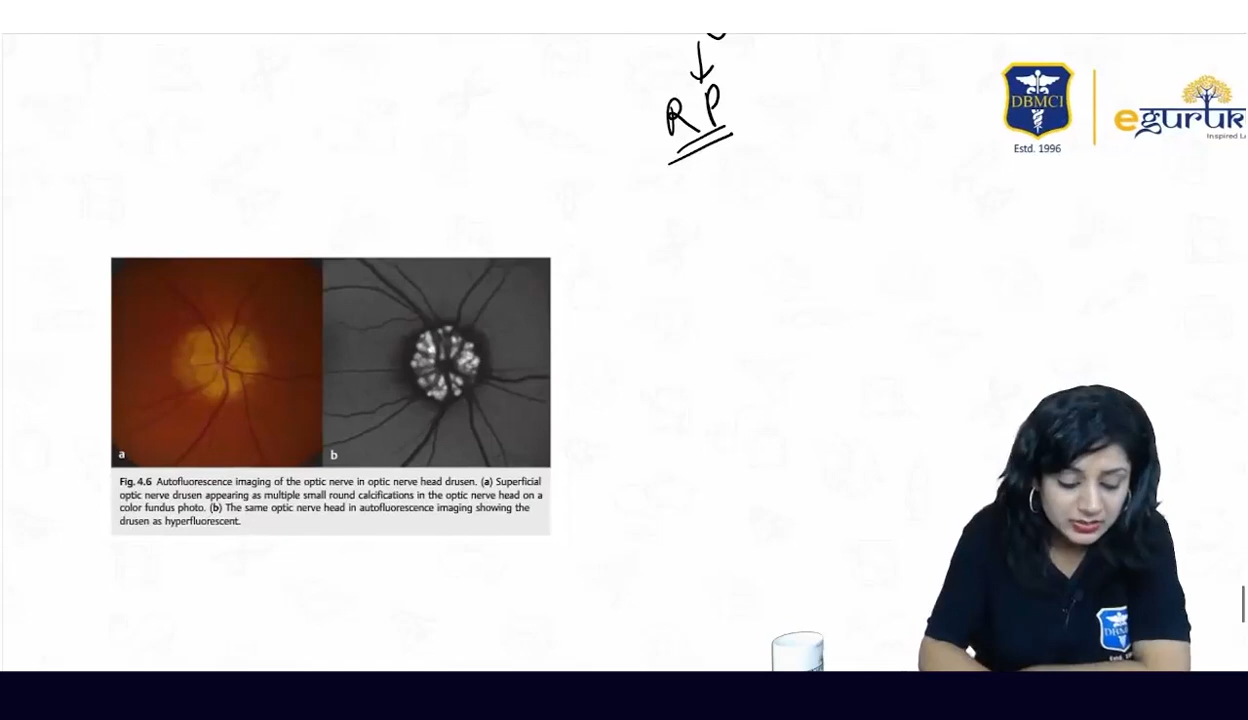 RP
DBMCI
Estd. 1996
eguruk
Inspired L
a
b
Fig. 4.6 Autofluorescence imaging of the optic nerve in optic nerve head drusen. (a) Superficial
optic nerve drusen appearing as multiple small round calcifications in the optic nerve head on a
color fundus photo. (b) The same optic nerve head in autofluorescence imaging showing the
drusen as hyperfluorescent.